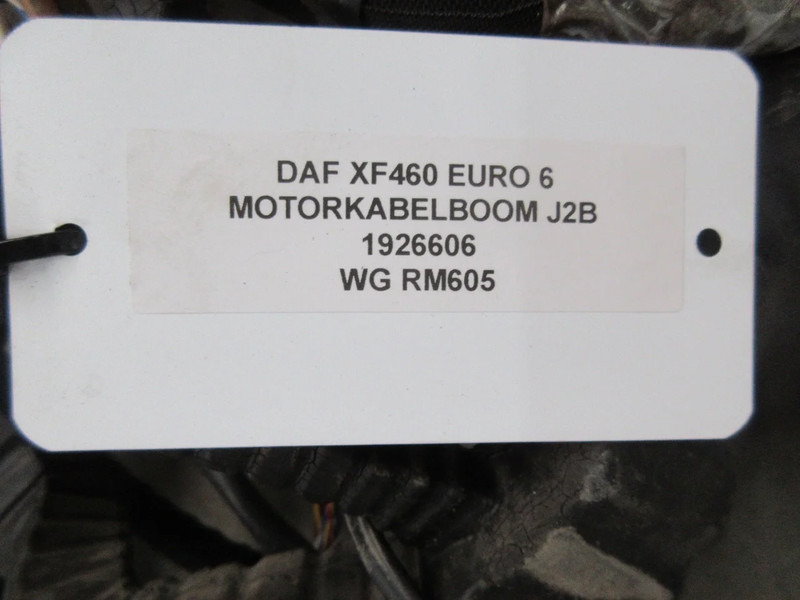 DAF XF460 EURO 6
MOTORKABELBOOM J2B
1926606
WG RM605